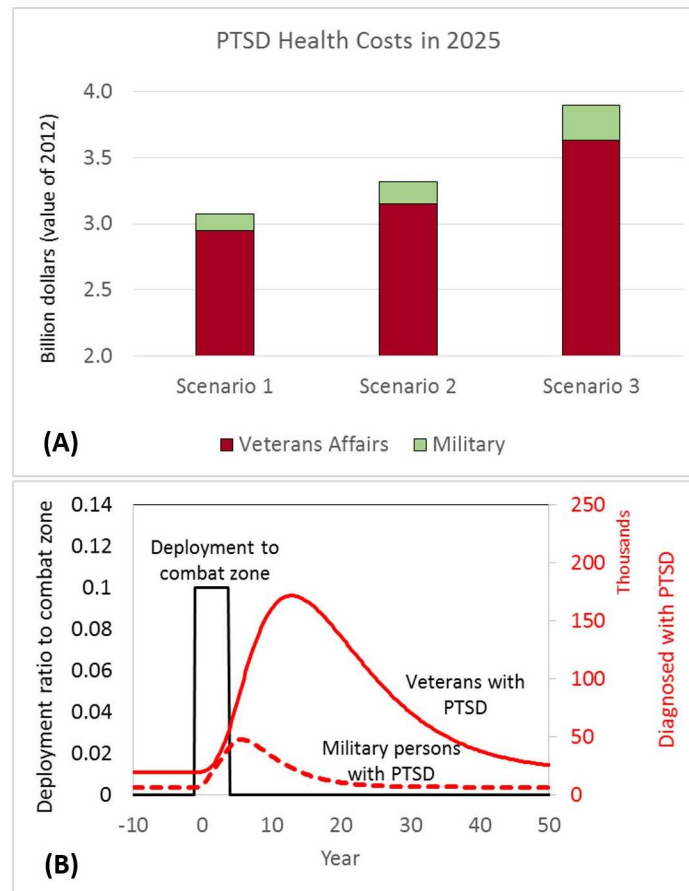 PTSD Health Costs in 2025
Billion dollars (value of 2012)
4.0
3.5
3.0
2.5
2.0
Scenario 1 Scenario 2 Scenario 3
(A)
Veterans Affairs Military
Deployment ratio to combat zone
0.14
0.12
0.1
0.08
0.06
0.04
0.02
0
Deployment to
combat zone
Veterans with
PTSD
Military persons
with PTSD
250
200
150
100
50
0
Thousands
Diagnosed with PTSD
-10 0 10 20 30 40 50
Year
(B)